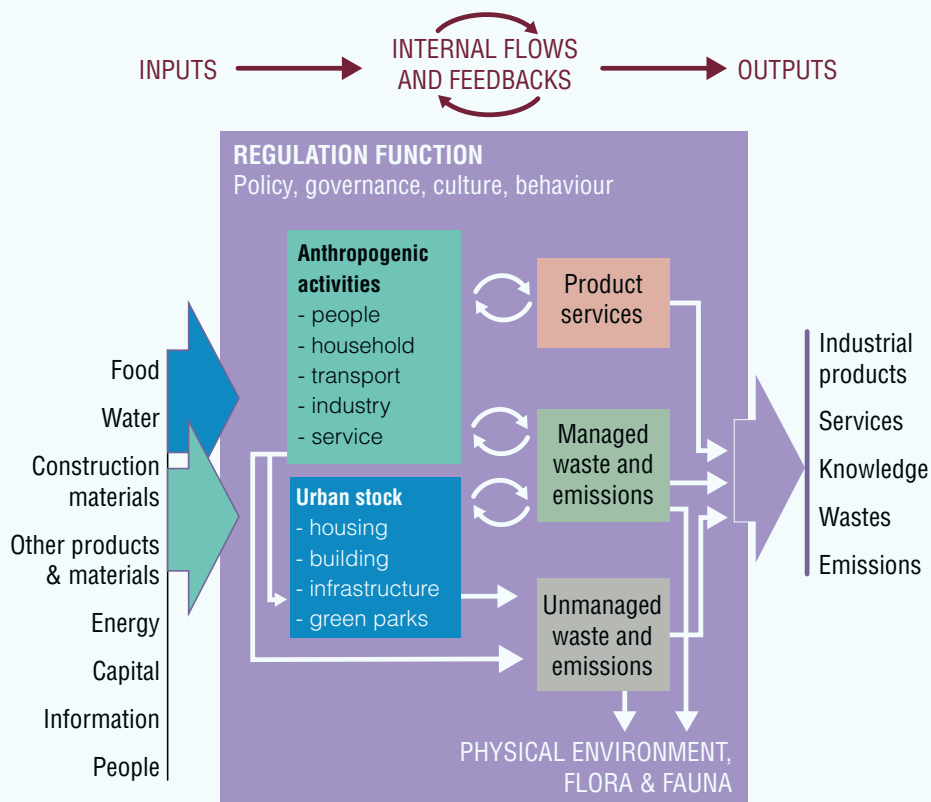 INPUTS
INTERNAL FLOWS
AND FEEDBACKS
OUTPUTS
REGULATION FUNCTION
Policy, governance, culture, behaviour
Food
Water
Construction
materials
Other products
& materials
Energy
Capital
Information
People
Anthropogenic
activities
- people
- household
- transport
- industry
- service
Urban stock
- housing
- building
- infrastructure
- green parks
Product
services
Managed
waste and
emissions
Unmanaged
waste and
emissions
PHYSICAL ENVIRONMENT,
FLORA & FAUNA
Industrial
products
Services
Knowledge
Wastes
Emissions